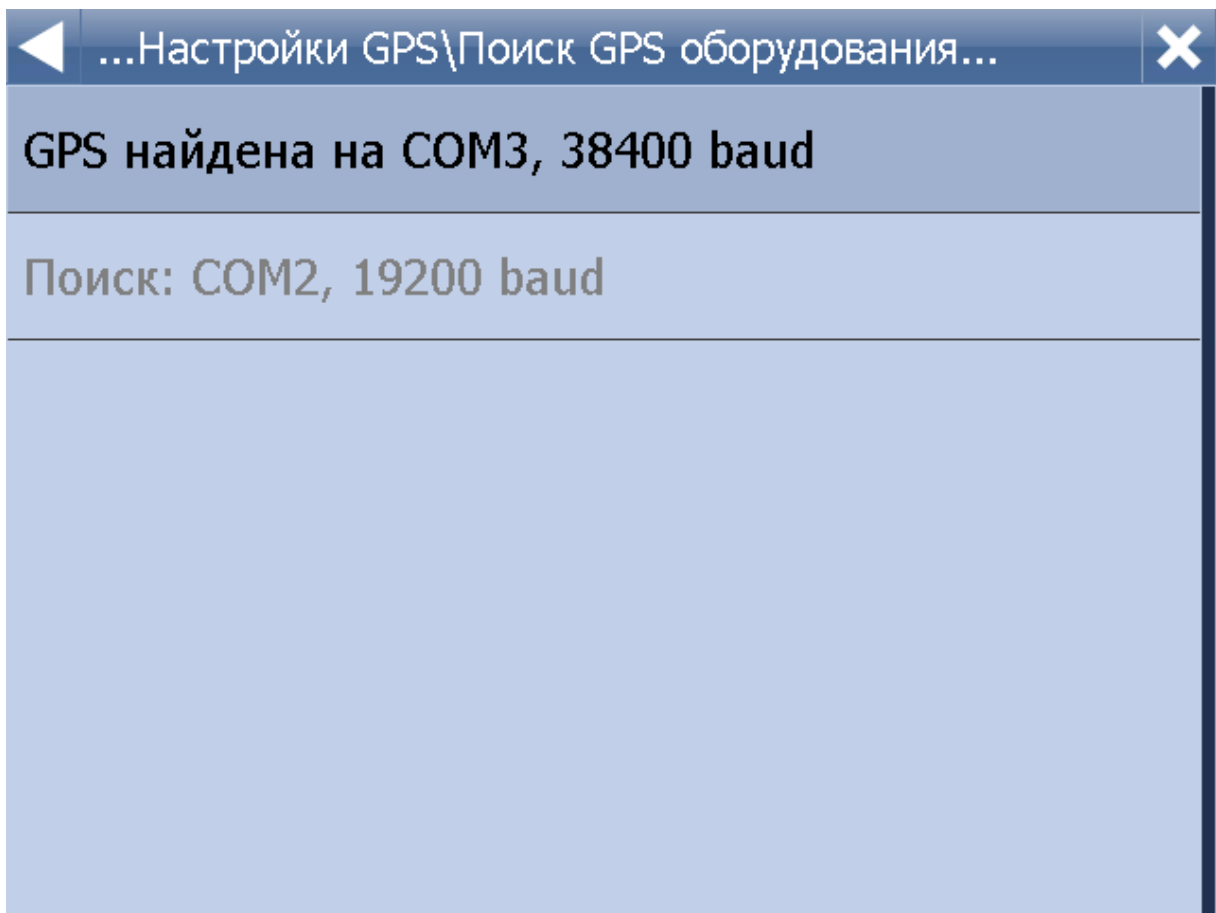 ...Настройки GPS\Поиск GPS оборудования...
GPS найдена на COM3, 38400 baud
Поиск: COM2, 19200 baud